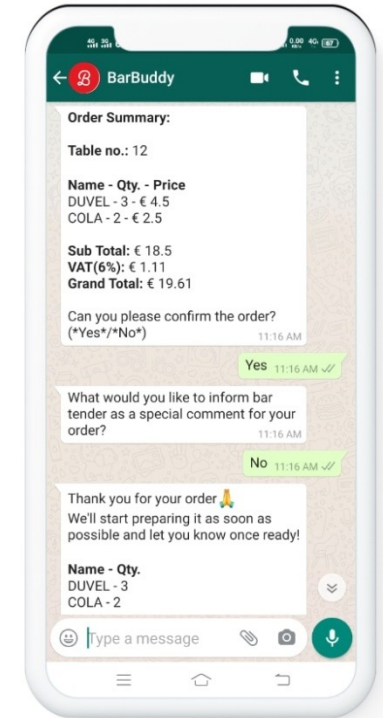 BarBuddy
Order Summary:
Table no.: 12
Name - Qty. - Price
DUVEL - 3 - € 4.5
COLA - 2 - € 2.5
Sub Total: € 18.5
VAT(6%): € 1.11
Grand Total: € 19.61
Can you please confirm the order?
(*Yes*/*No*)
11:16 AM
Yes 11:16 AM
What would you like to inform bar
tender as a special comment for your
order?
11:16 AM
No 11:16 AM
Thank you for your order
We'll start preparing it as soon as
possible and let you know once ready!
Name - Qty.
DUVEL - 3
COLA - 2
Type a message